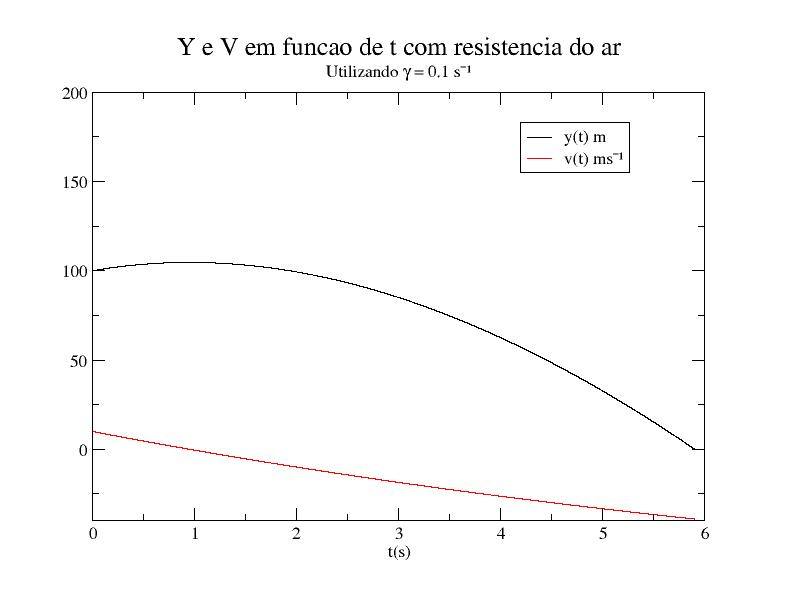 Y e V em funcao de t com resistencia do ar
Utilizando γ = 0.1 s⁻¹
200
150
100
50
0
y(t) m
v(t) ms⁻¹
0 1 2 3 4 5 6
t(s)